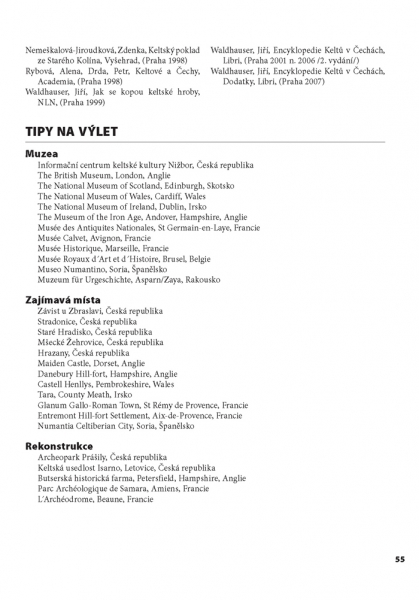 Nemeškalová-Jiroudková, Zdenka, Keltský poklad
ze Starého Kolína, Vyšehrad, (Praha 1998)
Rybová, Alena, Drda, Petr, Keltové a Čechy,
Academia, (Praha 1998)
Waldhauser, Jiří, Jak se kopou keltské hroby,
NLN, (Praha 1999)
Waldhauser, Jiří, Encyklopedie Keltů v Čechách,
Libri, (Praha 2001 n. 2006 /2. vydání/)
Waldhauser, Jiří, Encyklopedie Keltů v Čechách,
Dodatky, Libri, (Praha 2007)
TIPY NA VÝLET
Muzea
Informační centrum keltské kultury Nižbor, Česká republika
The British Museum, London, Anglie
The National Museum of Scotland, Edinburgh, Skotsko
The National Museum of Wales, Cardiff, Wales
The National Museum of Ireland, Dublin, Irsko
The Museum of the Iron Age, Andover, Hampshire, Anglie
Musée des Antiquites Nationales, St Germain-en-Laye, Francie
Musée Calvet, Avignon, Francie
Musée Historique, Marseille, Francie
Musée Royaux d´Art et d´Histoire, Brusel, Belgie
Museo Numantino, Soria, Španělsko
Muzeum für Urgeschichte, Asparn/Zaya, Rakousko
Zajímavá místa
Závist u Zbraslavi, Česká republika
Stradonice, Česká republika
Staré Hradisko, Česká republika
Mšecké Žehrovice, Česká republika
Hrazany, Česká republika
Maiden Castle, Dorset, Anglie
Danebury Hill-fort, Hampshire, Anglie
Castell Henllys, Pembrokeshire, Wales
Tara, County Meath, Irsko
Glanum Gallo-Roman Town, St Rémy de Provence, Francie
Entremont Hill-fort Settlement, Aix-de-Provence, Francie
Numantia Celtiberian City, Soria, Španělsko
Rekonstrukce
Archeopark Prášily, Česká republika
Keltská usedlost Isarno, Letovice, Česká republika
Butserská historická farma, Petersfield, Hampshire, Anglie
Parc Archéologique de Samara, Amiens, Francie
L´Archéodrome, Beaune, Francie
55